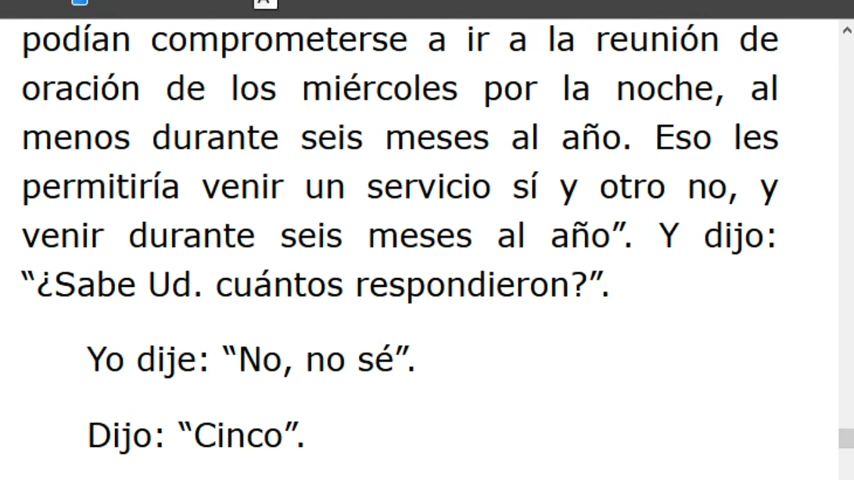 podían comprometerse a ir a la reunión de
oración de los miércoles por la noche, al
menos durante seis meses al año. Eso les
permitiría venir un servicio sí y otro no, y
venir durante seis meses al año”. Y dijo:
“¿Sabe Ud. cuántos respondieron?”.
Yo dije: “No, no sé”.
Dijo: “Cinco”.